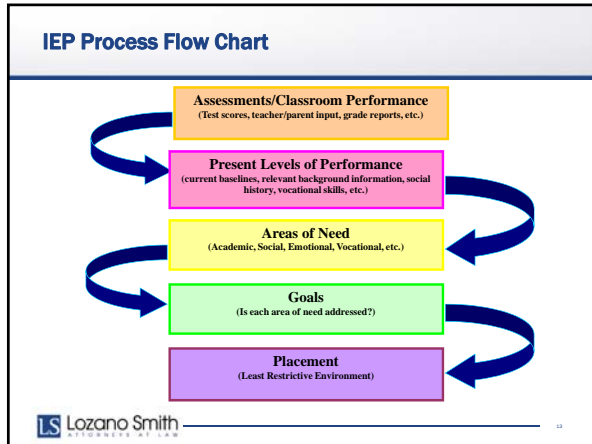 IEP Process Flow Chart
Assessments/Classroom Performance
(Test scores, teacher/parent input, grade reports, etc.)
Present Levels of Performance
(current baselines, relevant background information, social
history, vocational skills, etc.)
Areas of Need
(Academic, Social, Emotional, Vocational, etc.)
Goals
(Is each area of need addressed?)
Placement
(Least Restrictive Environment)
LS Lozano Smith
ATTORNEYS AT LAW